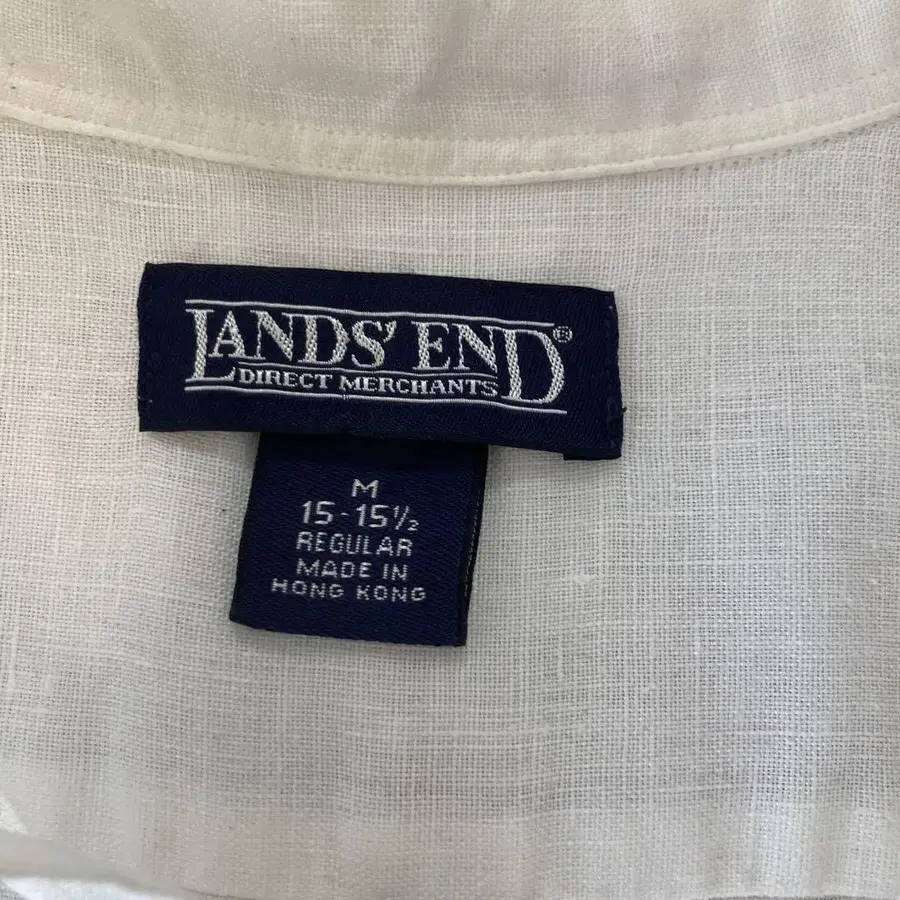 LANDS' END®
DIRECT MERCHANTS
M
15-15½
REGULAR
MADE IN
HONG KONG